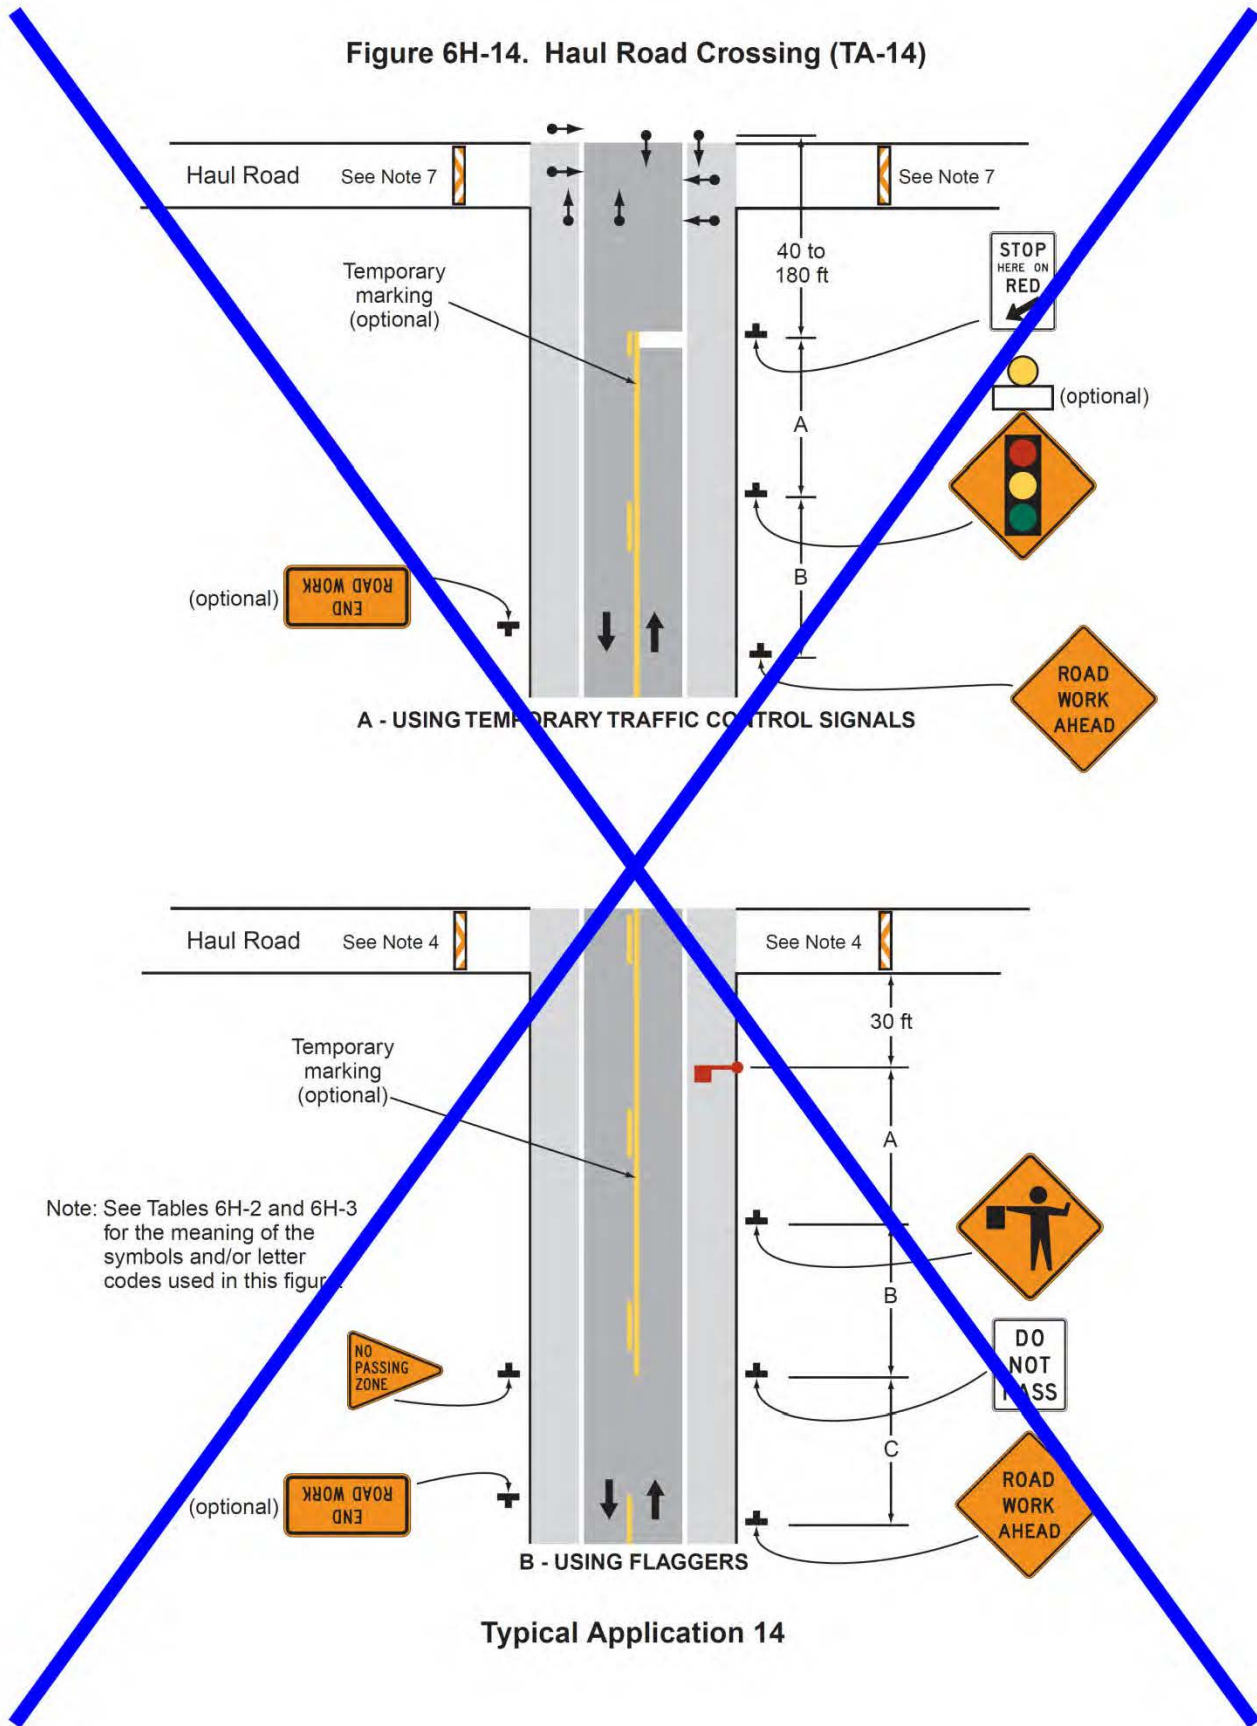 Figure 6H-14. Haul Road Crossing (TA-14)
Haul Road
See Note 7
See Note 7
40 to
180 ft
STOP
HERE ON
RED
Temporary
marking
(optional)
(optional)
A
B
(optional)
END
ROAD WORK
ROAD
WORK
AHEAD
A - USING TEMPORARY TRAFFIC CONTROL SIGNALS
Haul Road
See Note 4
See Note 4
30 ft
Temporary
marking
(optional)
A
Note: See Tables 6H-2 and 6H-3
for the meaning of the
symbols and/or letter
codes used in this figure.
B
NO
PASSING
ZONE
DO
NOT
PASS
C
(optional)
END
ROAD WORK
ROAD
WORK
AHEAD
B - USING FLAGGERS
Typical Application 14